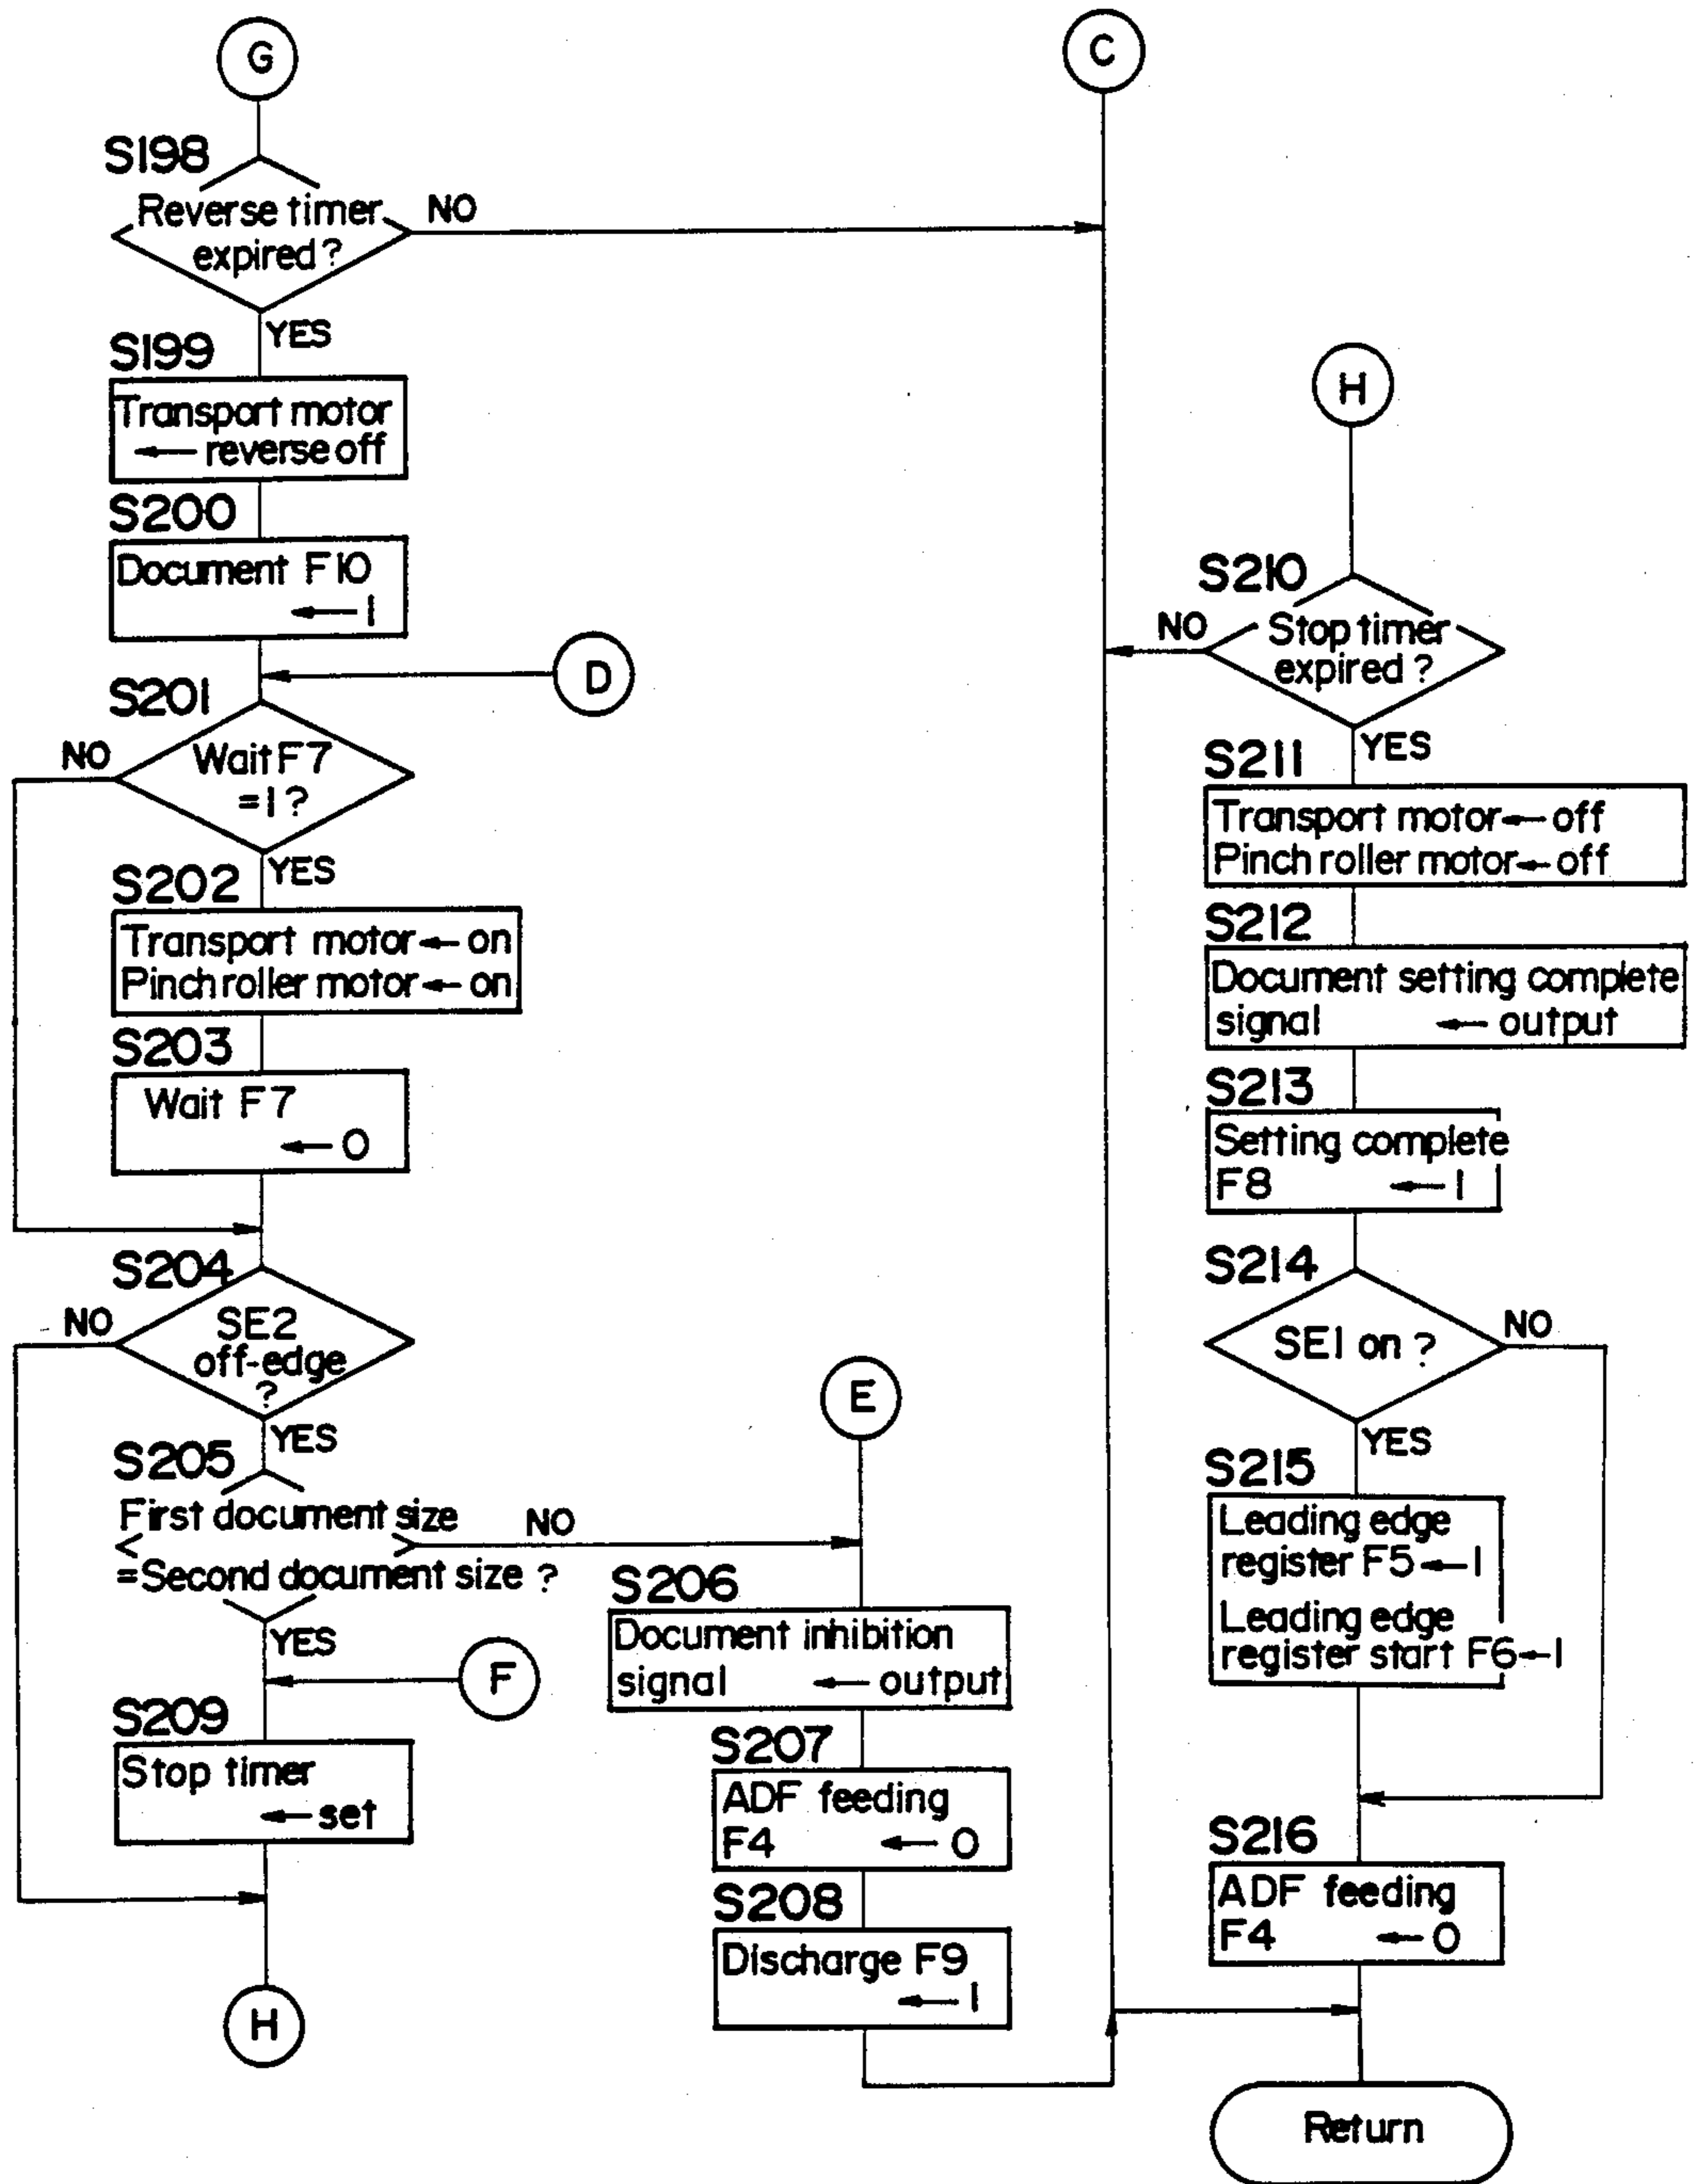 G
S198
Reverse timer
expired?
NO
YES
S199
Transport motor
← reverse off
S200
Document F10
← 1
D
S201
Wait F7
=1?
NO
YES
S202
Transport motor ← on
Pinch roller motor ← on
S203
Wait F7
← 0
S204
SE2
off-edge
?
NO
YES
S205
First document size
=Second document size ?
NO
YES
F
S209
Stop timer
← set
H
E
S206
Document inhibition
signal ← output
S207
ADF feeding
F4 ← 0
S208
Discharge F9
← 1
C
H
S210
Stop timer
expired?
NO
YES
S211
Transport motor ← off
Pinch roller motor ← off
S212
Document setting complete
signal ← output
S213
Setting complete
F8 ← 1
S214
SE1 on ?
NO
YES
S215
Leading edge
register F5 ← 1
Leading edge
register start F6 ← 1
S216
ADF feeding
F4 ← 0
Return